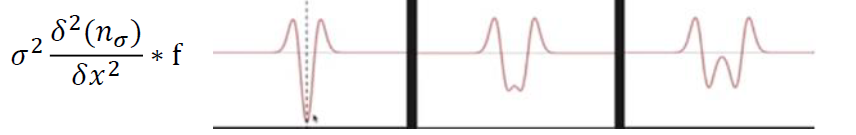 σ² δ²(n_σ)/δx² * f